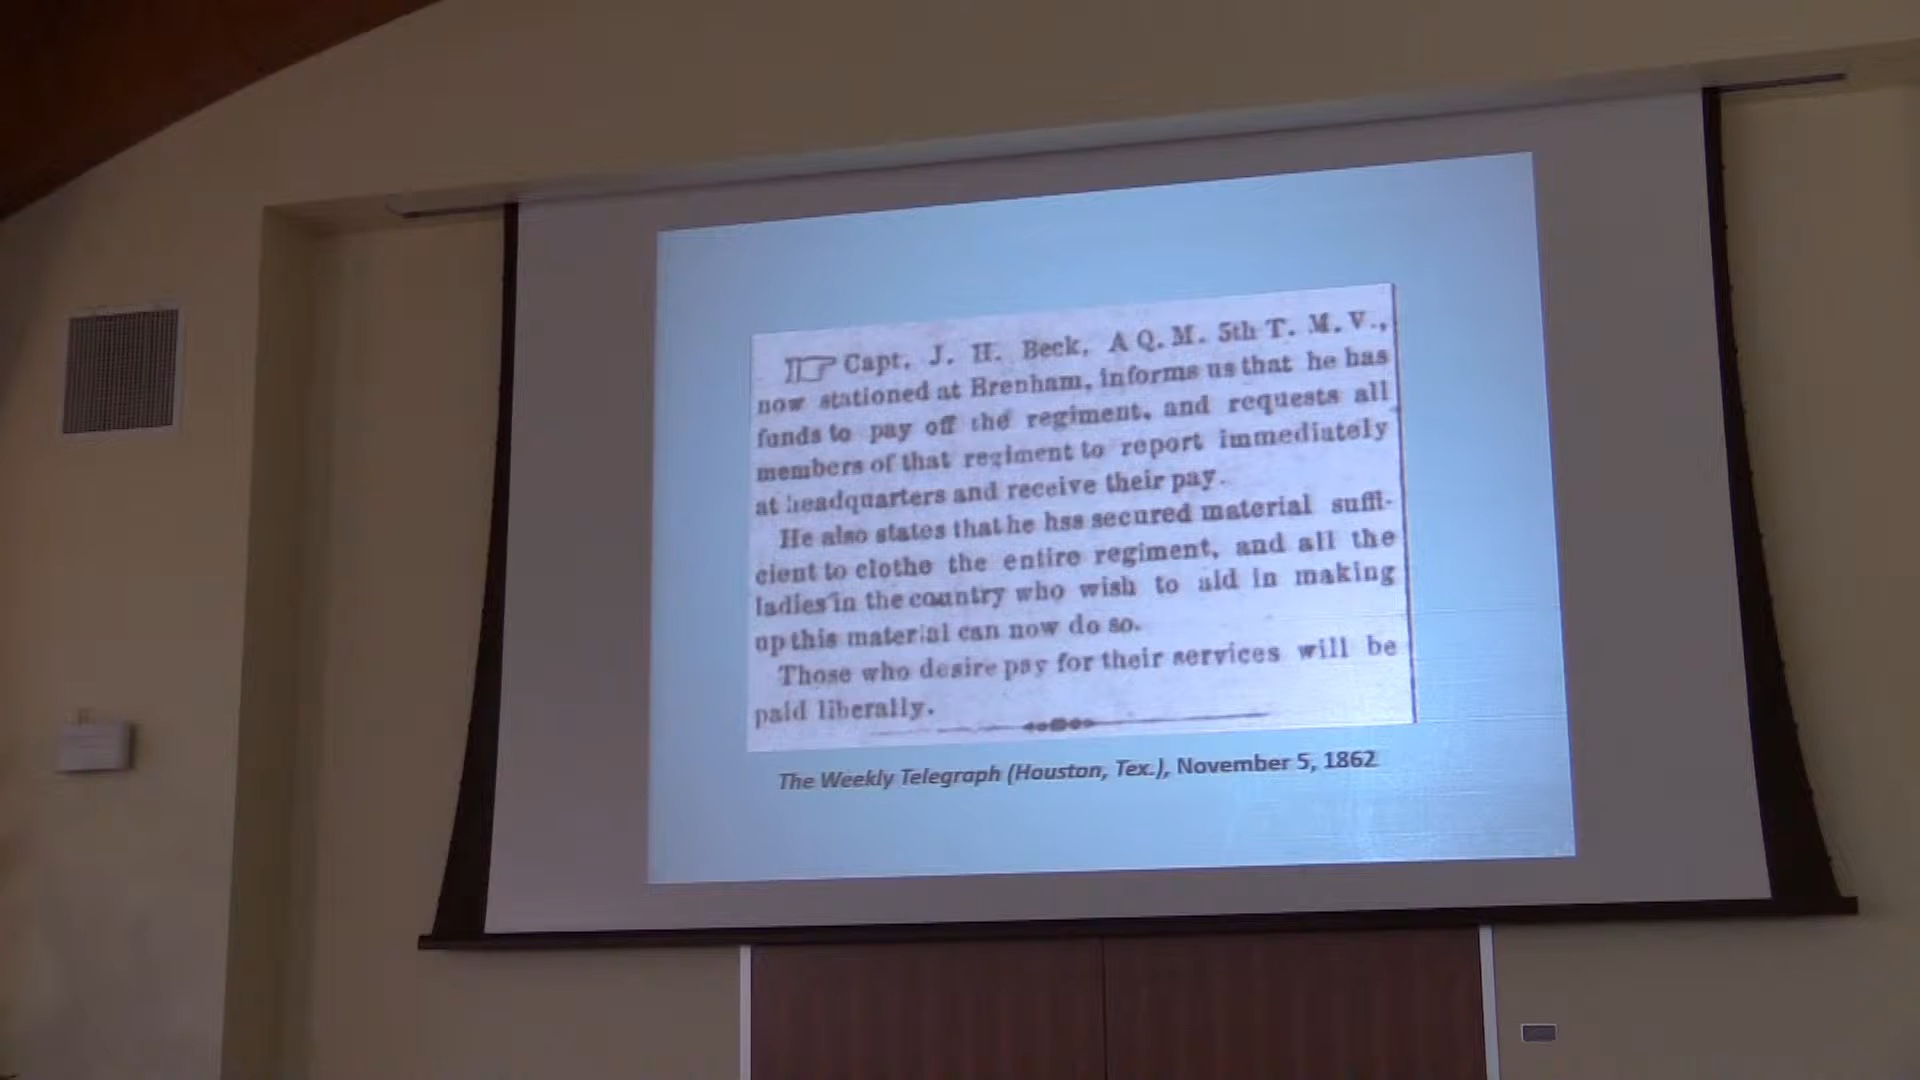 ☞ Capt. J. H. Beck, A Q. M. 5th T. M. V.,
now stationed at Brenham, informs us that he has
funds to pay off the regiment, and requests all
members of that regiment to report immediately
at headquarters and receive their pay.
He also states that he hss secured material suffi-
cient to clothe the entire regiment, and all the
ladies in the country who wish to aid in making
up this material can now do so.
Those who desire pay for their services will be
paid liberally.
The Weekly Telegraph (Houston, Tex.), November 5, 1862